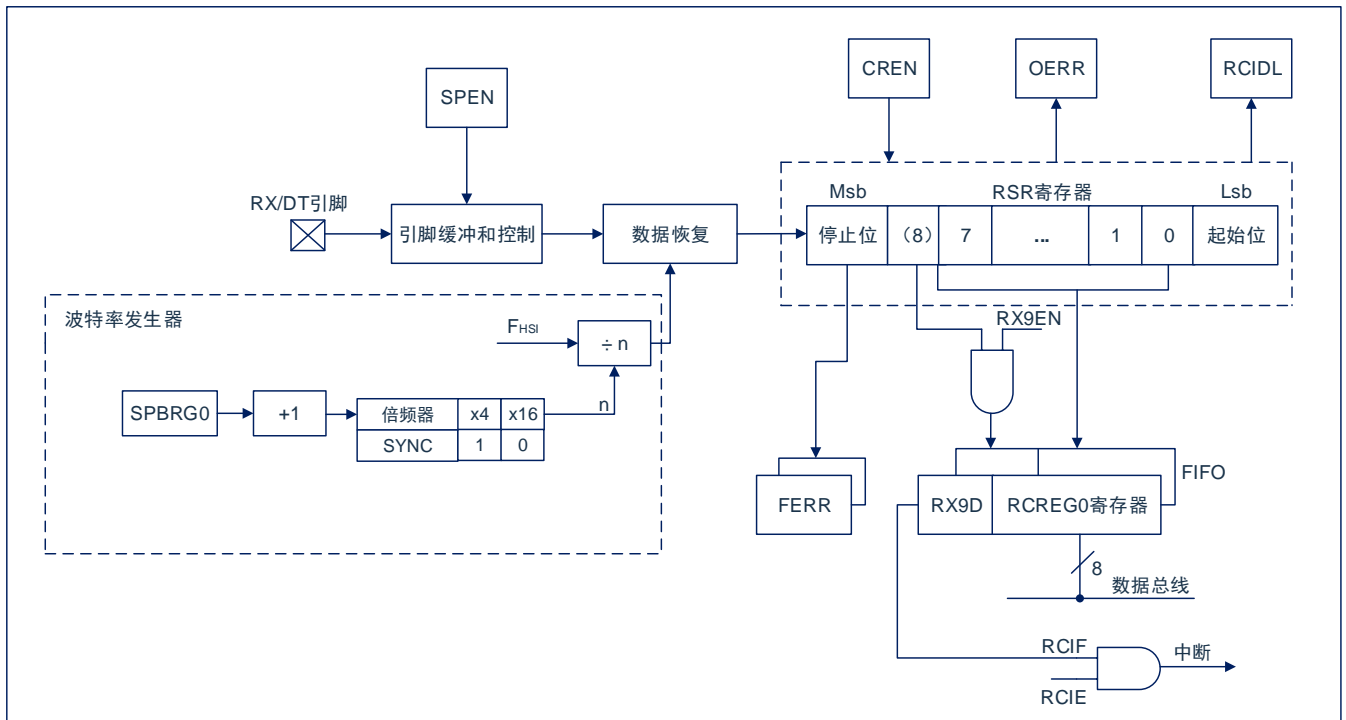 CREN
OERR
RCIDL
SPEN
Msb
RSR寄存器
Lsb
RX/DT引脚
引脚缓冲和控制
数据恢复
停止位
（8）
7
...
1
0
起始位
波特率发生器
FHSI
÷ n
RX9EN
SPBRG0
+1
倍频器
x4
x16
n
SYNC
1
0
FIFO
FERR
RX9D
RCREG0寄存器
8
数据总线
RCIF
中断
RCIE